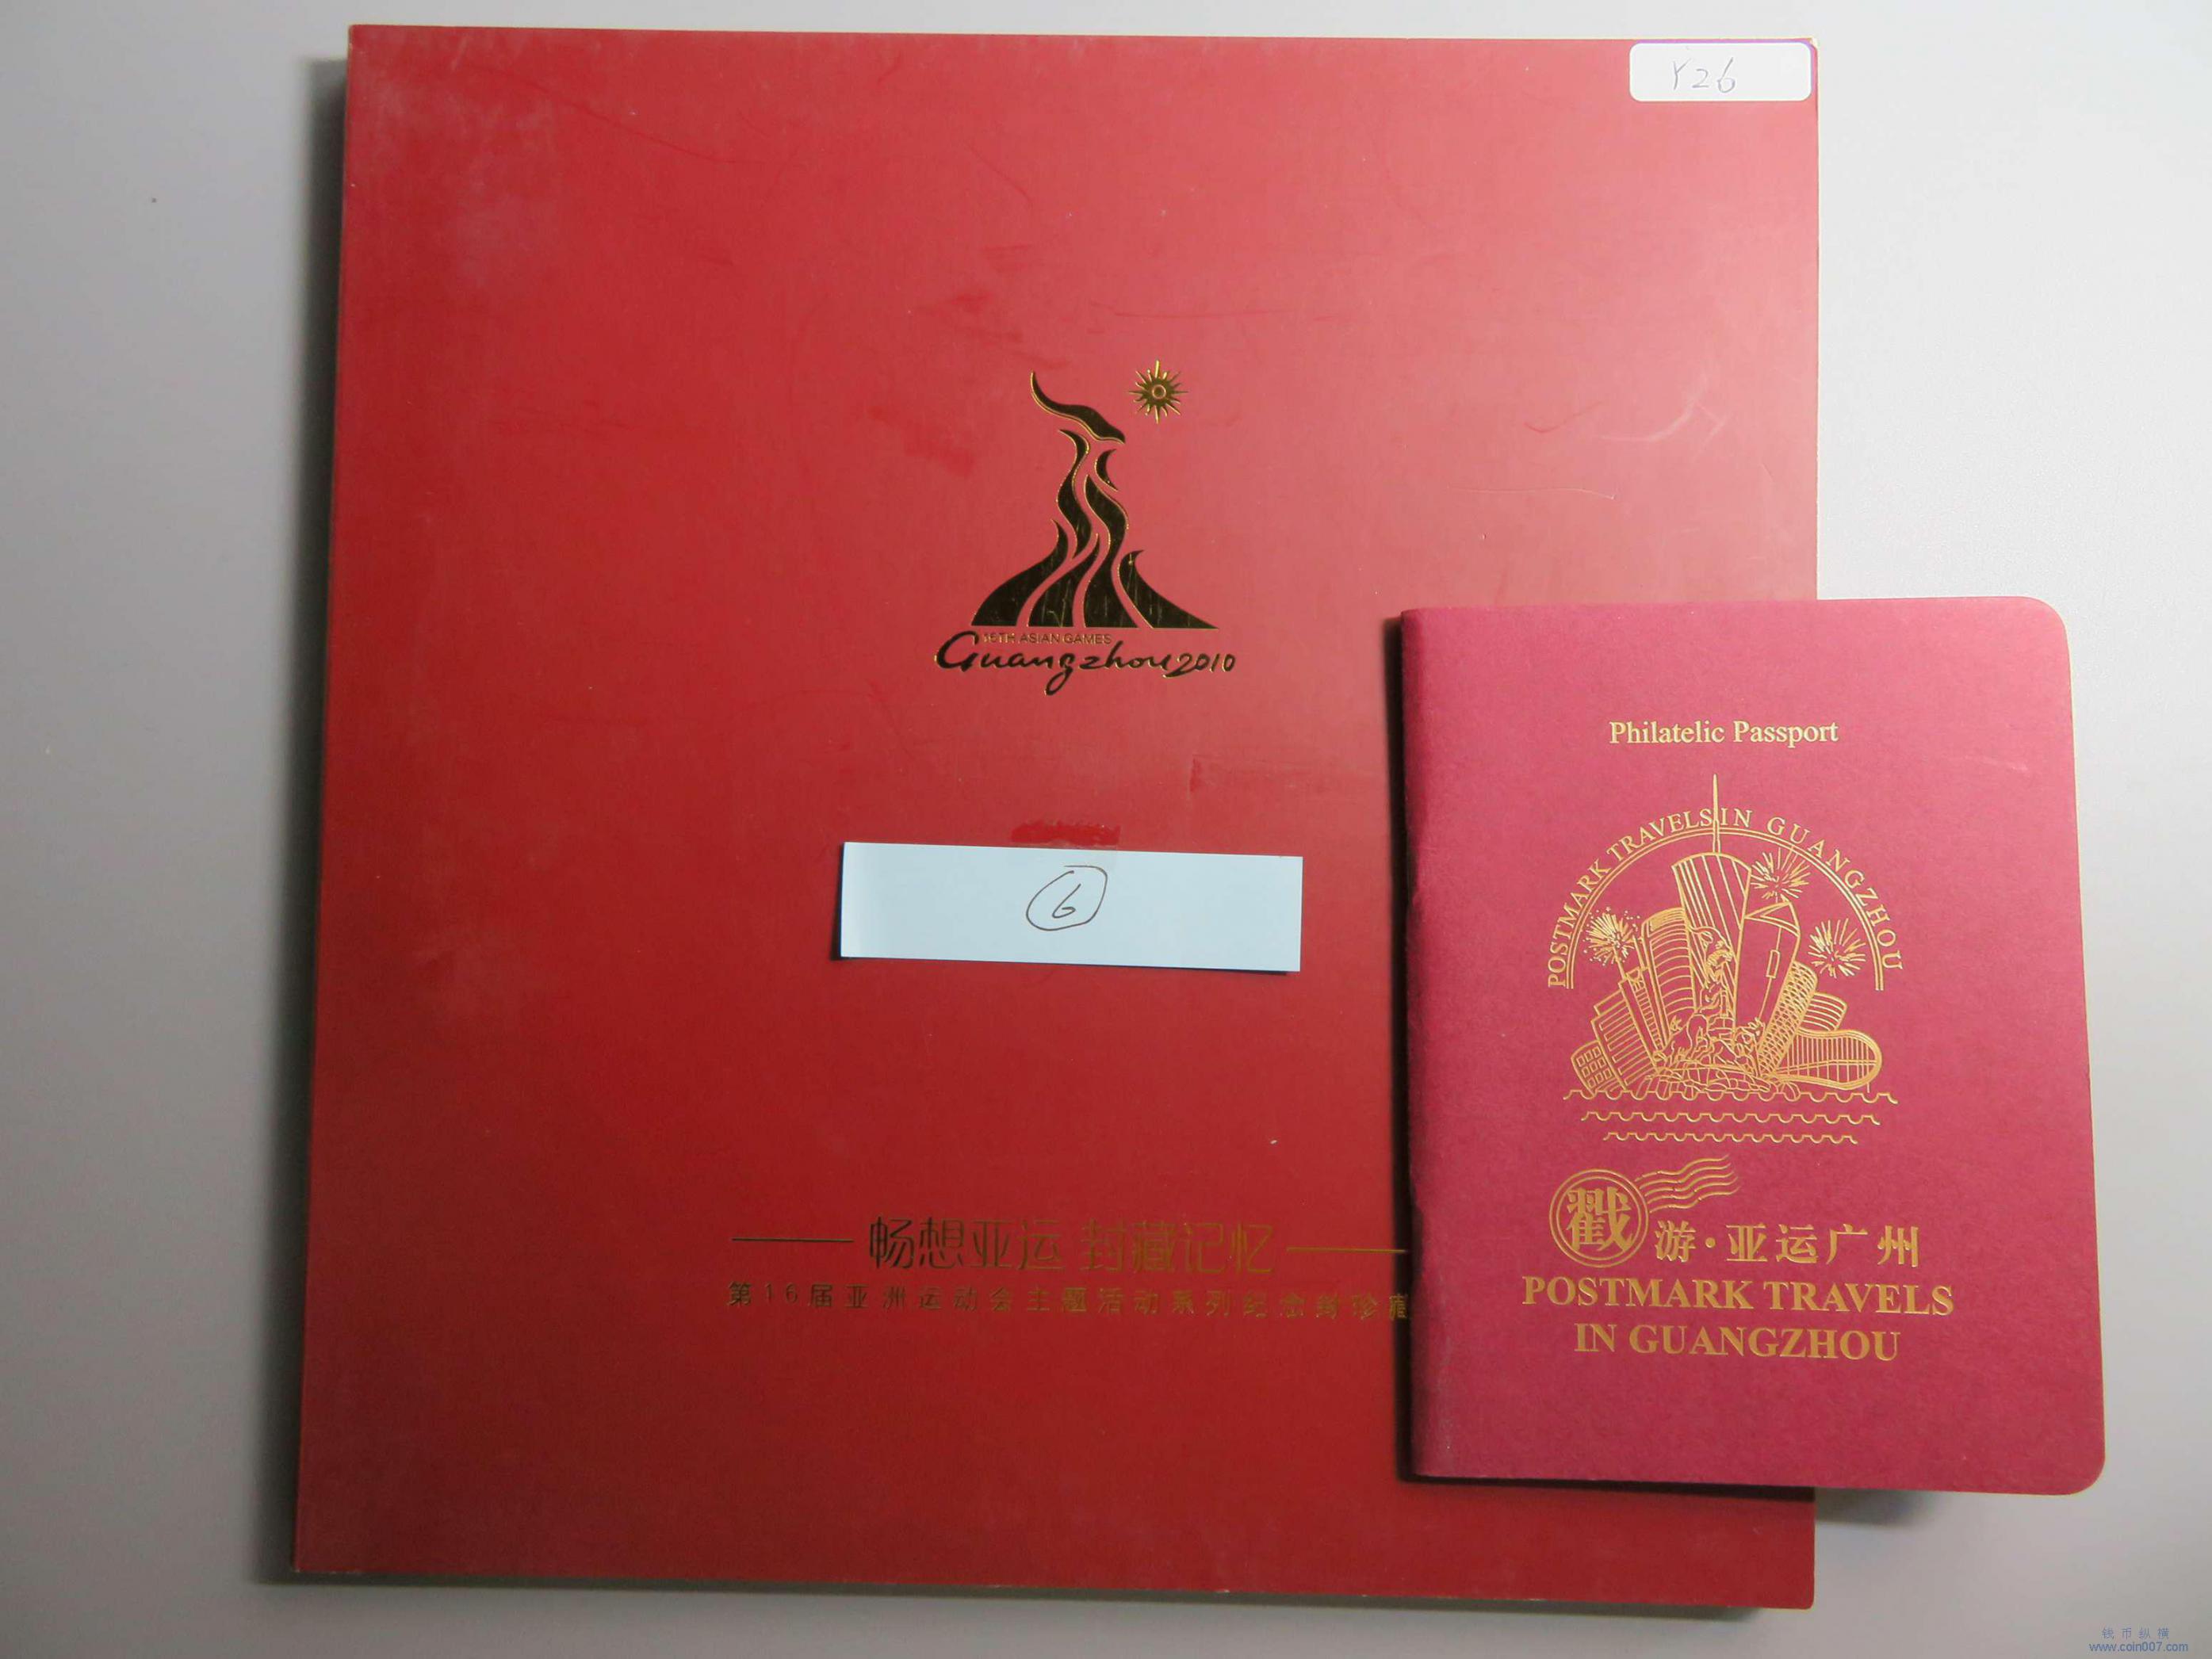 Y26
16TH ASIAN GAMES
Guangzhou 2010
6
畅想亚运 封藏记忆
第16届亚洲运动会主题活动系列纪念封珍藏
Philatelic Passport
POSTMARK TRAVELS IN GUANGZHOU
戳游·亚运广州
POSTMARK TRAVELS
IN GUANGZHOU
钱币纵横
www.coin007.com